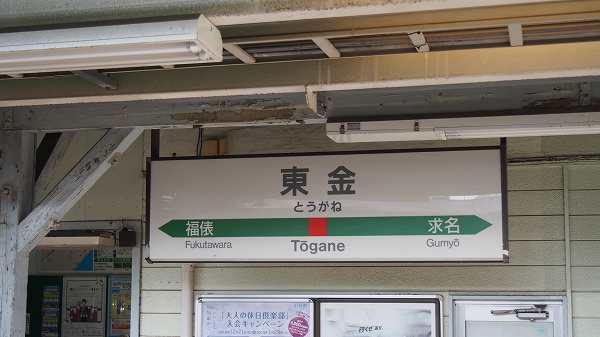 東金
とうがね
福俵 求名
Fukutawara Tōgane Gumyō
「大人の休日倶楽部」
入会キャンペーン